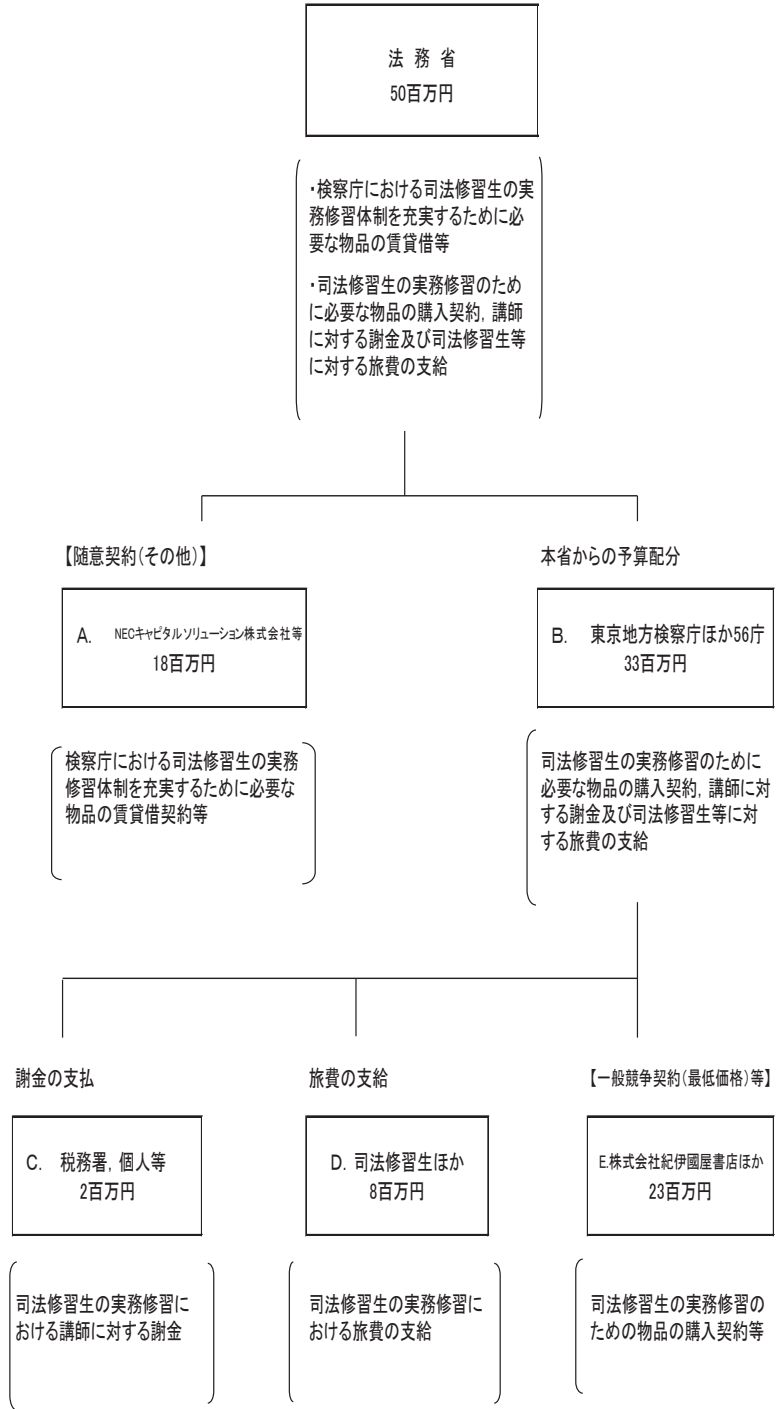 法 務 省
50百万円
・検察庁における司法修習生の実
務修習体制を充実するために必
要な物品の賃貸借等
・司法修習生の実務修習のため
に必要な物品の購入契約，講師
に対する謝金及び司法修習生等
に対する旅費の支給
【随意契約（その他）】
A. NECキャピタルソリューション株式会社等
18百万円
検察庁における司法修習生の実務
修習体制を充実するために必要な
物品の賃貸借契約等
本省からの予算配分
B. 東京地方検察庁ほか56庁
33百万円
司法修習生の実務修習のために
必要な物品の購入契約，講師に対
する謝金及び司法修習生等に対
する旅費の支給
謝金の支払
C. 税務署，個人等
2百万円
司法修習生の実務修習に
おける講師に対する謝金
旅費の支給
D. 司法修習生ほか
8百万円
司法修習生の実務修習に
おける旅費の支給
【一般競争契約（最低価格）等】
E.株式会社紀伊國屋書店ほか
23百万円
司法修習生の実務修習の
ための物品の購入契約等